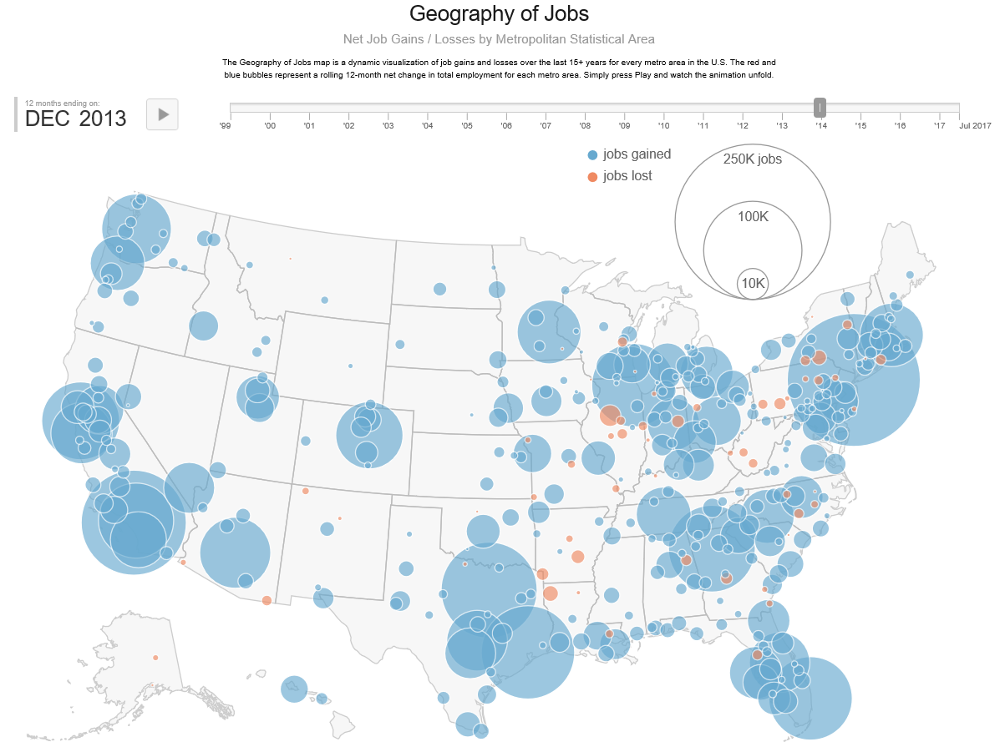 Geography of Jobs
Net Job Gains / Losses by Metropolitan Statistical Area
The Geography of Jobs map is a dynamic visualization of job gains and losses over the last 15+ years for every metro area in the U.S. The red and
blue bubbles represent a rolling 12-month net change in total employment for each metro area. Simply press Play and watch the animation unfold.
12 months ending on:
DEC 2013
'99 '00 '01 '02 '03 '04 '05 '06 '07 '08 '09 '10 '11 '12 '13 '14 '15 '16 '17 Jul 2017
jobs gained
jobs lost
250K jobs
100K
10K